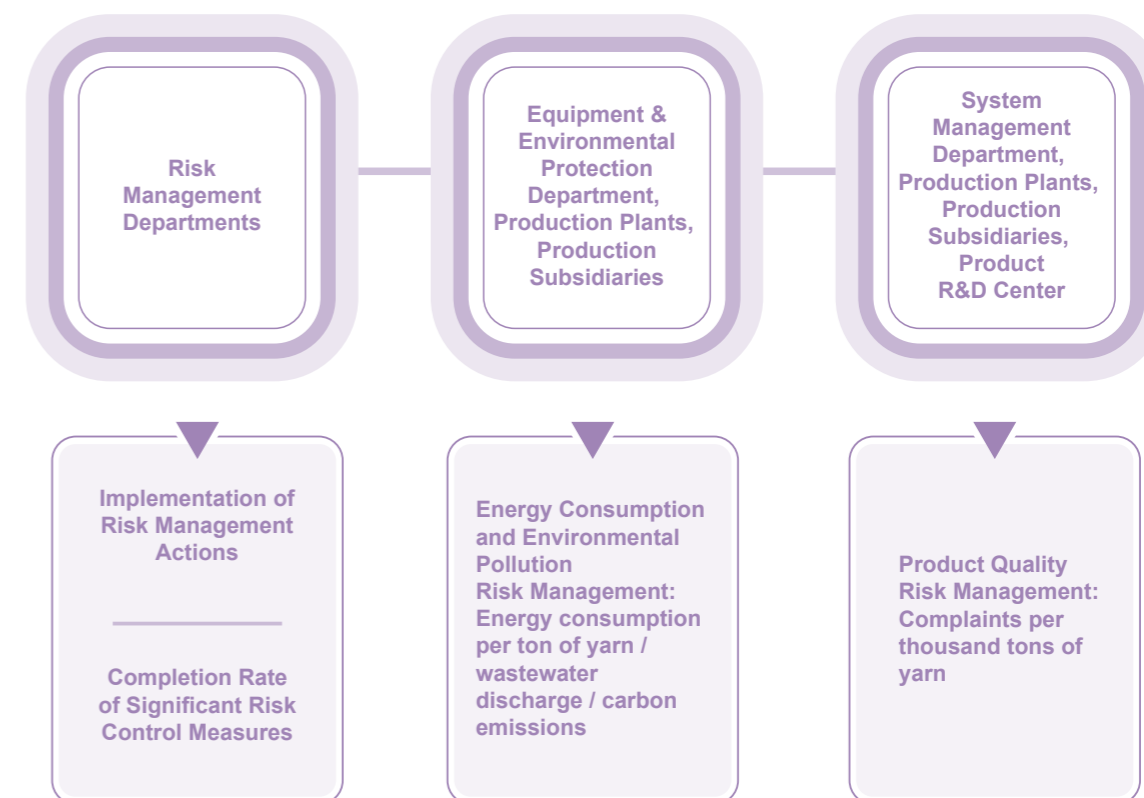 Risk
Management
Departments
Equipment &
Environmental
Protection
Department,
Production Plants,
Production
Subsidiaries
System
Management
Department,
Production Plants,
Production
Subsidiaries,
Product
R&D Center
Implementation of
Risk Management
Actions
Completion Rate
of Significant Risk
Control Measures
Energy Consumption
and Environmental
Pollution
Risk Management:
Energy consumption
per ton of yarn /
wastewater
discharge / carbon
emissions
Product Quality
Risk Management:
Complaints per
thousand tons of
yarn